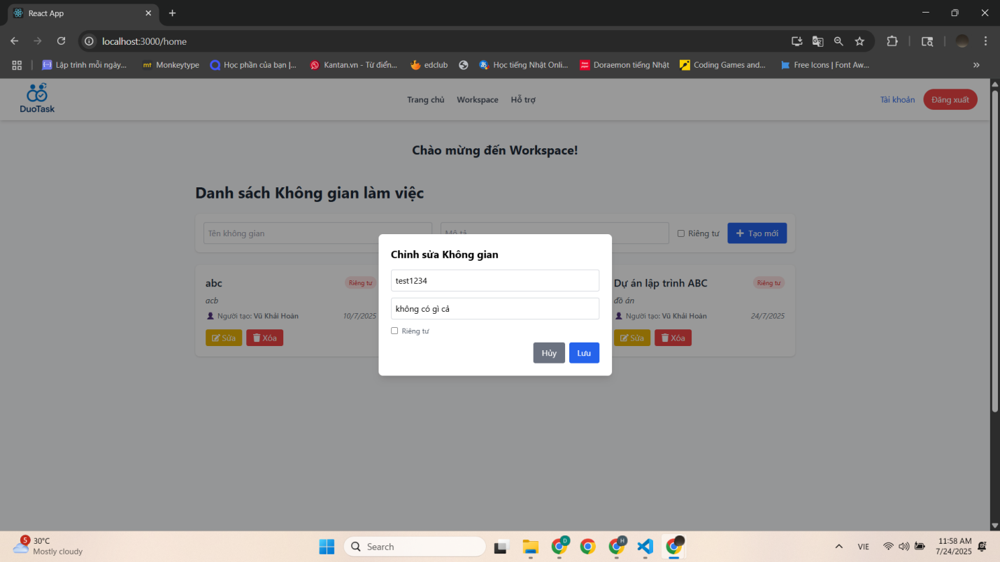 React App
localhost:3000/home
Lập trình mỗi ngày...
mt Monkeytype
Học phần của bạn |...
Kantan.vn - Từ điển...
edclub
Học tiếng Nhật Onli...
Doraemon tiếng Nhật
Coding Games and...
Free Icons | Font Aw...
»
DuoTask
Trang chủ
Workspace
Hỗ trợ
Tài khoản
Đăng xuất
Chào mừng đến Workspace!
Danh sách Không gian làm việc
Tên không gian
Mô tả
Riêng tư
Tạo mới
abc
Riêng tư
acb
Người tạo: Vũ Khải Hoàn
10/7/2025
Sửa
Xóa
Chỉnh sửa Không gian
test1234
không có gì cả
Riêng tư
Hủy
Lưu
Dự án lập trình ABC
Riêng tư
đồ án
Người tạo: Vũ Khải Hoàn
24/7/2025
Sửa
Xóa
5
30°C
Mostly cloudy
Search
D
H
VIE
11:58 AM
7/24/2025